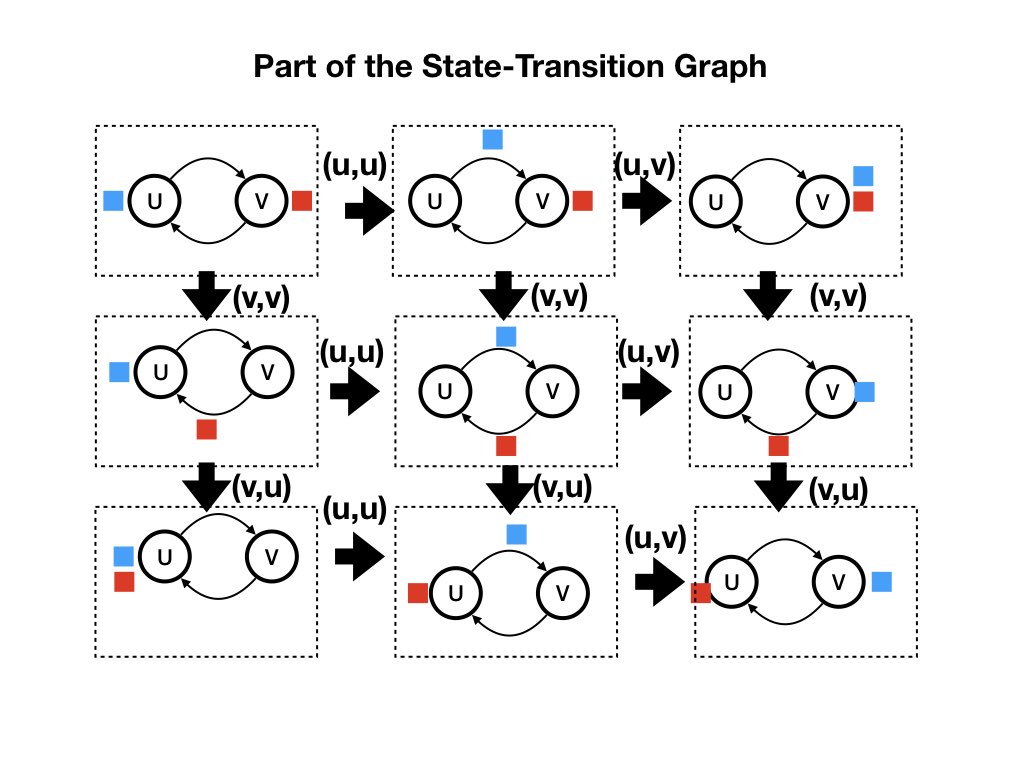 Part of the State-Transition Graph
(u,u)
(u,v)
U V
U V
U V
(v,v)
(v,v)
(v,v)
(u,u)
(u,v)
U V
U V
U V
(v,u)
(v,u)
(v,u)
(u,u)
(u,v)
U V
U V
U V